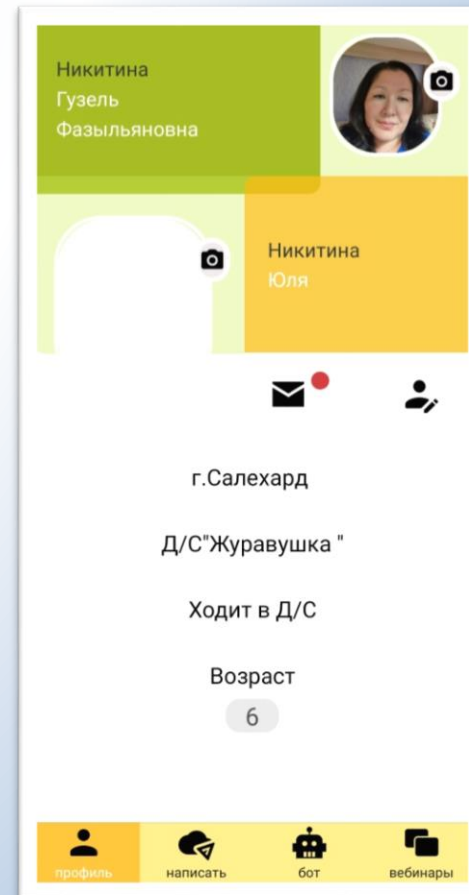 Никитина
Гузель
Фазыльяновна
Никитина
Юля
г.Салехард
Д/С"Журавушка "
Ходит в Д/С
Возраст
6
профиль написать бот вебинары